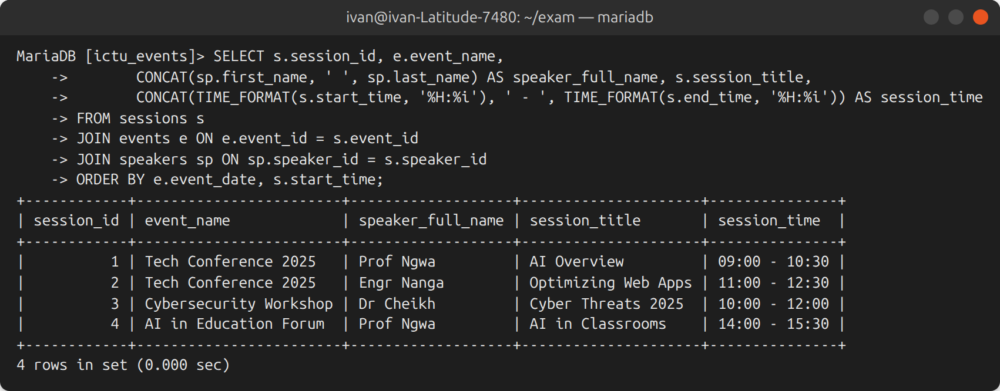 ivan@ivan-Latitude-7480: ~/exam — mariadb
MariaDB [ictu_events]> SELECT s.session_id, e.event_name,
    ->        CONCAT(sp.first_name, ' ', sp.last_name) AS speaker_full_name, s.session_title,
    ->        CONCAT(TIME_FORMAT(s.start_time, '%H:%i'), ' - ', TIME_FORMAT(s.end_time, '%H:%i')) AS session_time
    -> FROM sessions s
    -> JOIN events e ON e.event_id = s.event_id
    -> JOIN speakers sp ON sp.speaker_id = s.speaker_id
    -> ORDER BY e.event_date, s.start_time;
+------------+------------------------+-------------------+---------------------+---------------+
| session_id | event_name             | speaker_full_name | session_title       | session_time  |
+------------+------------------------+-------------------+---------------------+---------------+
|          1 | Tech Conference 2025   | Prof Ngwa         | AI Overview         | 09:00 - 10:30 |
|          2 | Tech Conference 2025   | Engr Nanga        | Optimizing Web Apps | 11:00 - 12:30 |
|          3 | Cybersecurity Workshop | Dr Cheikh         | Cyber Threats 2025  | 10:00 - 12:00 |
|          4 | AI in Education Forum  | Prof Ngwa         | AI in Classrooms    | 14:00 - 15:30 |
+------------+------------------------+-------------------+---------------------+---------------+
4 rows in set (0.000 sec)